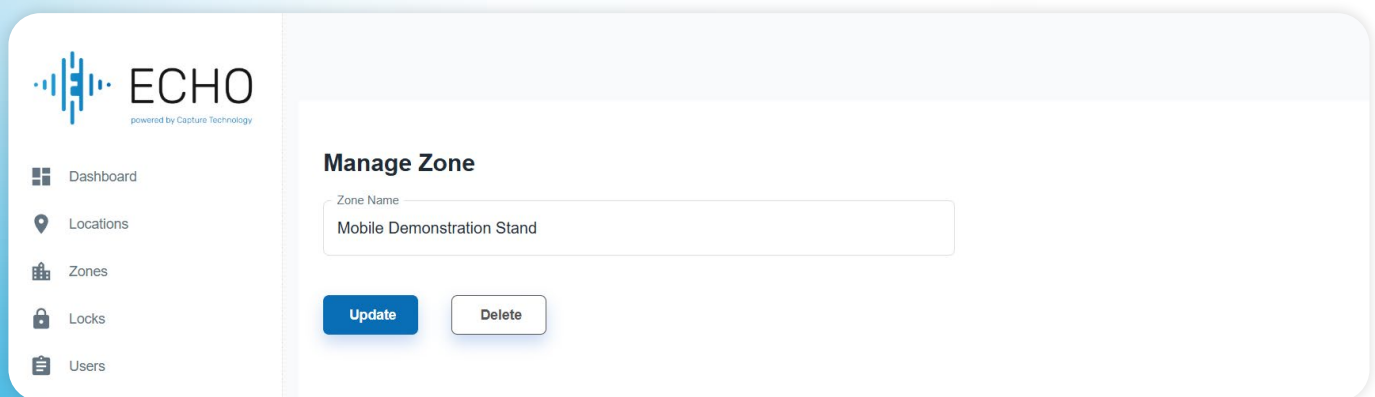 ECHO
powered by Capture Technology
Dashboard
Locations
Zones
Locks
Users
Manage Zone
Zone Name
Mobile Demonstration Stand
Update
Delete